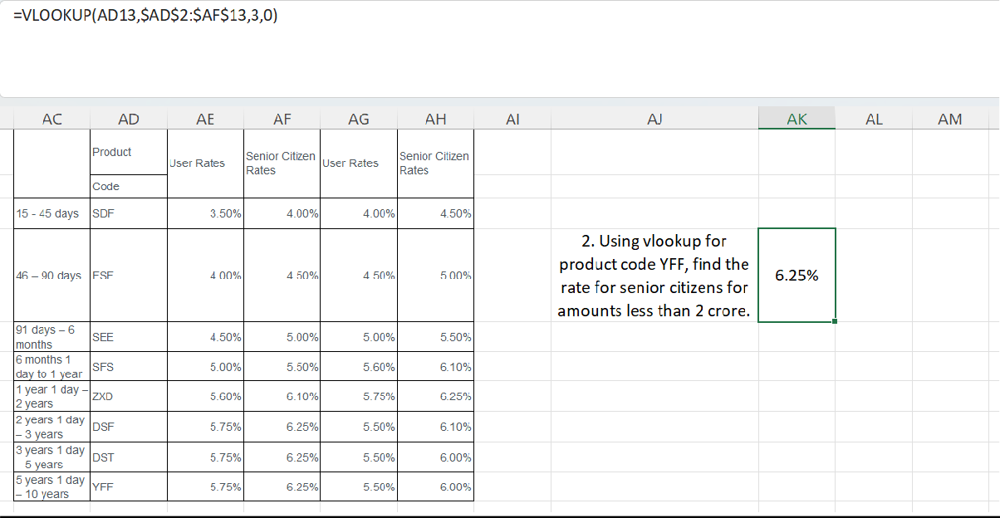 =VLOOKUP(AD13,$AD$2:$AF$13,3,0)
AC AD AE AF AG AH AI AJ AK AL AM
Product
User Rates Senior Citizen User Rates Senior Citizen
Rates Rates
Code
15 - 45 days SDF 3.50% 4.00% 4.00% 4.50%
2. Using vlookup for
product code YFF, find the
46 – 90 days FSF 4.00% 4.50% 4.50% 5.00% 6.25%
rate for senior citizens for
amounts less than 2 crore.
91 days – 6
months SEE 4.50% 5.00% 5.00% 5.50%
6 months 1
day to 1 year SFS 5.00% 5.50% 5.60% 6.10%
1 year 1 day –
2 years ZXD 5.60% 6.10% 5.75% 6.25%
2 years 1 day
– 3 years DSF 5.75% 6.25% 5.50% 6.10%
3 years 1 day
5 years DST 5.75% 6.25% 5.50% 6.00%
5 years 1 day
– 10 years YFF 5.75% 6.25% 5.50% 6.00%